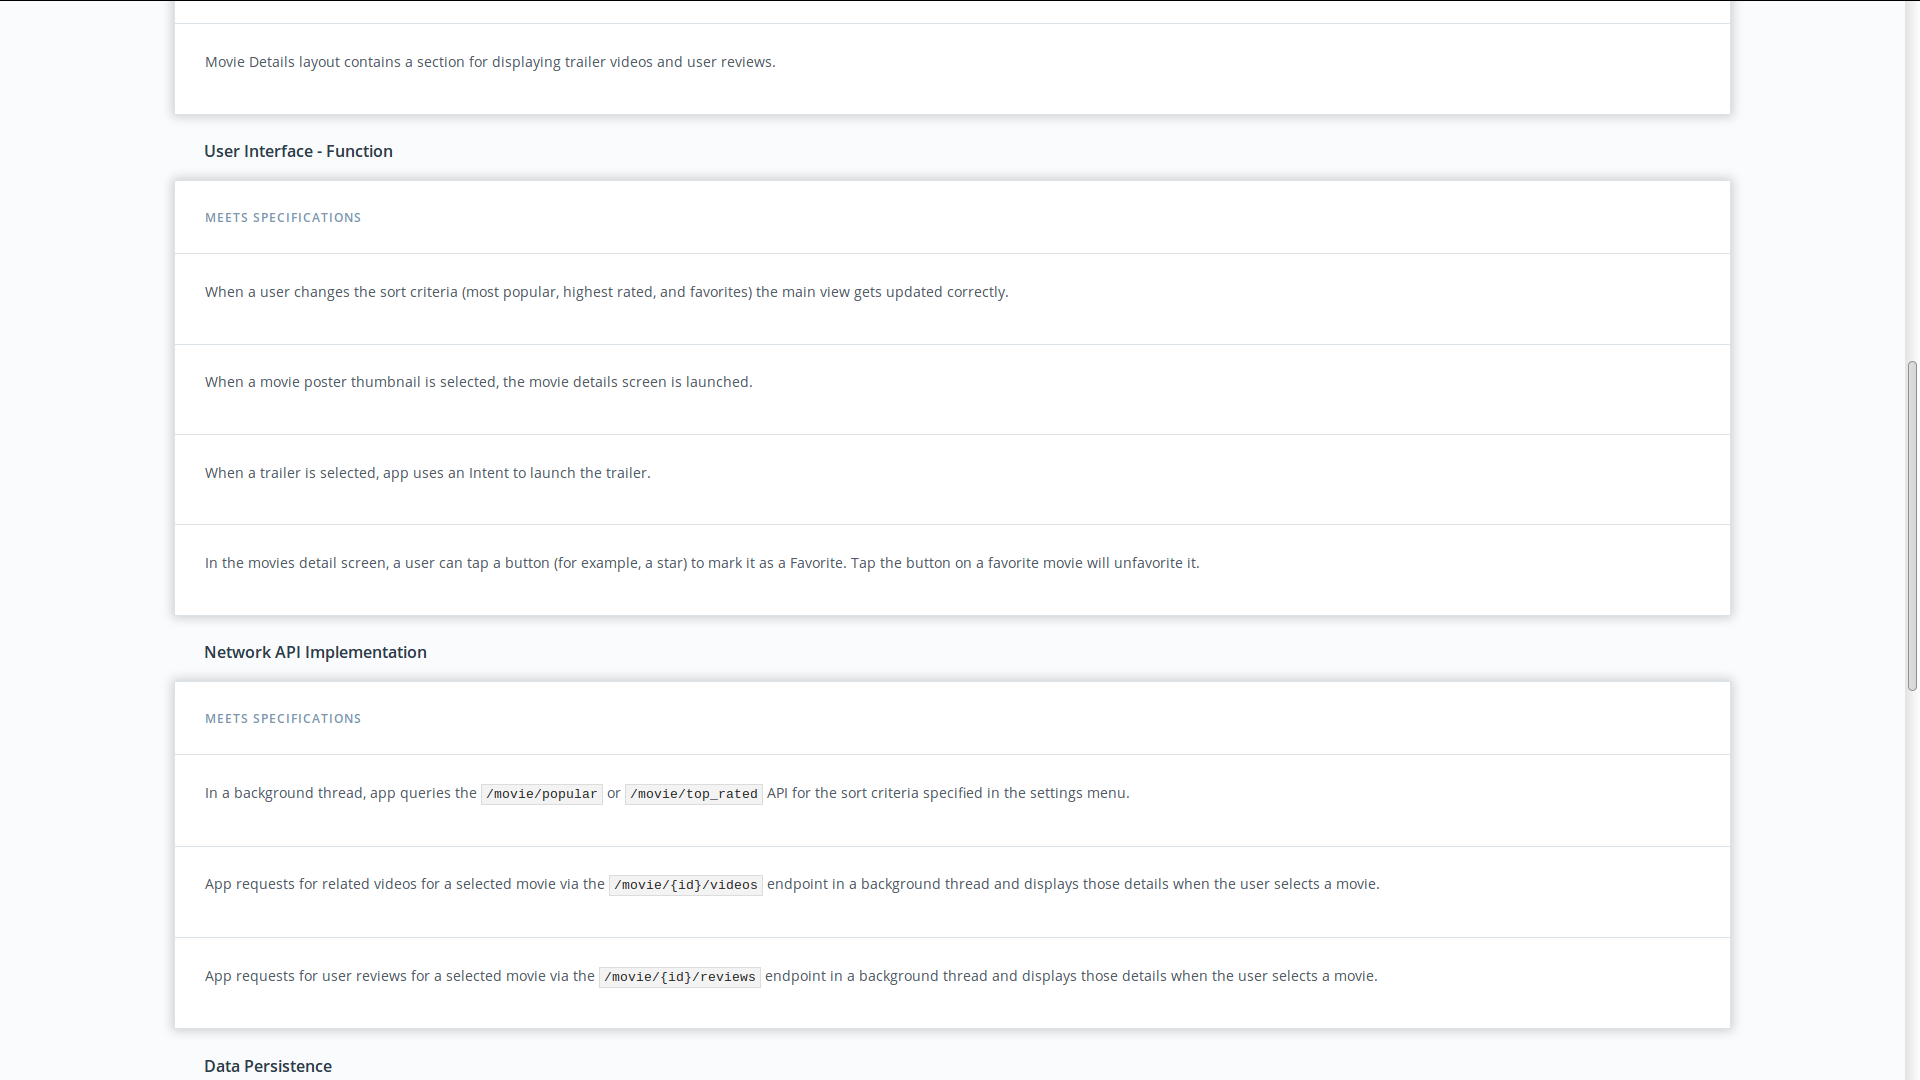 Movie Details layout contains a section for displaying trailer videos and user reviews.
User Interface - Function
MEETS SPECIFICATIONS
When a user changes the sort criteria (most popular, highest rated, and favorites) the main view gets updated correctly.
When a movie poster thumbnail is selected, the movie details screen is launched.
When a trailer is selected, app uses an Intent to launch the trailer.
In the movies detail screen, a user can tap a button (for example, a star) to mark it as a Favorite. Tap the button on a favorite movie will unfavorite it.
Network API Implementation
MEETS SPECIFICATIONS
In a background thread, app queries the /movie/popular or /movie/top_rated API for the sort criteria specified in the settings menu.
App requests for related videos for a selected movie via the /movie/{id}/videos endpoint in a background thread and displays those details when the user selects a movie.
App requests for user reviews for a selected movie via the /movie/{id}/reviews endpoint in a background thread and displays those details when the user selects a movie.
Data Persistence